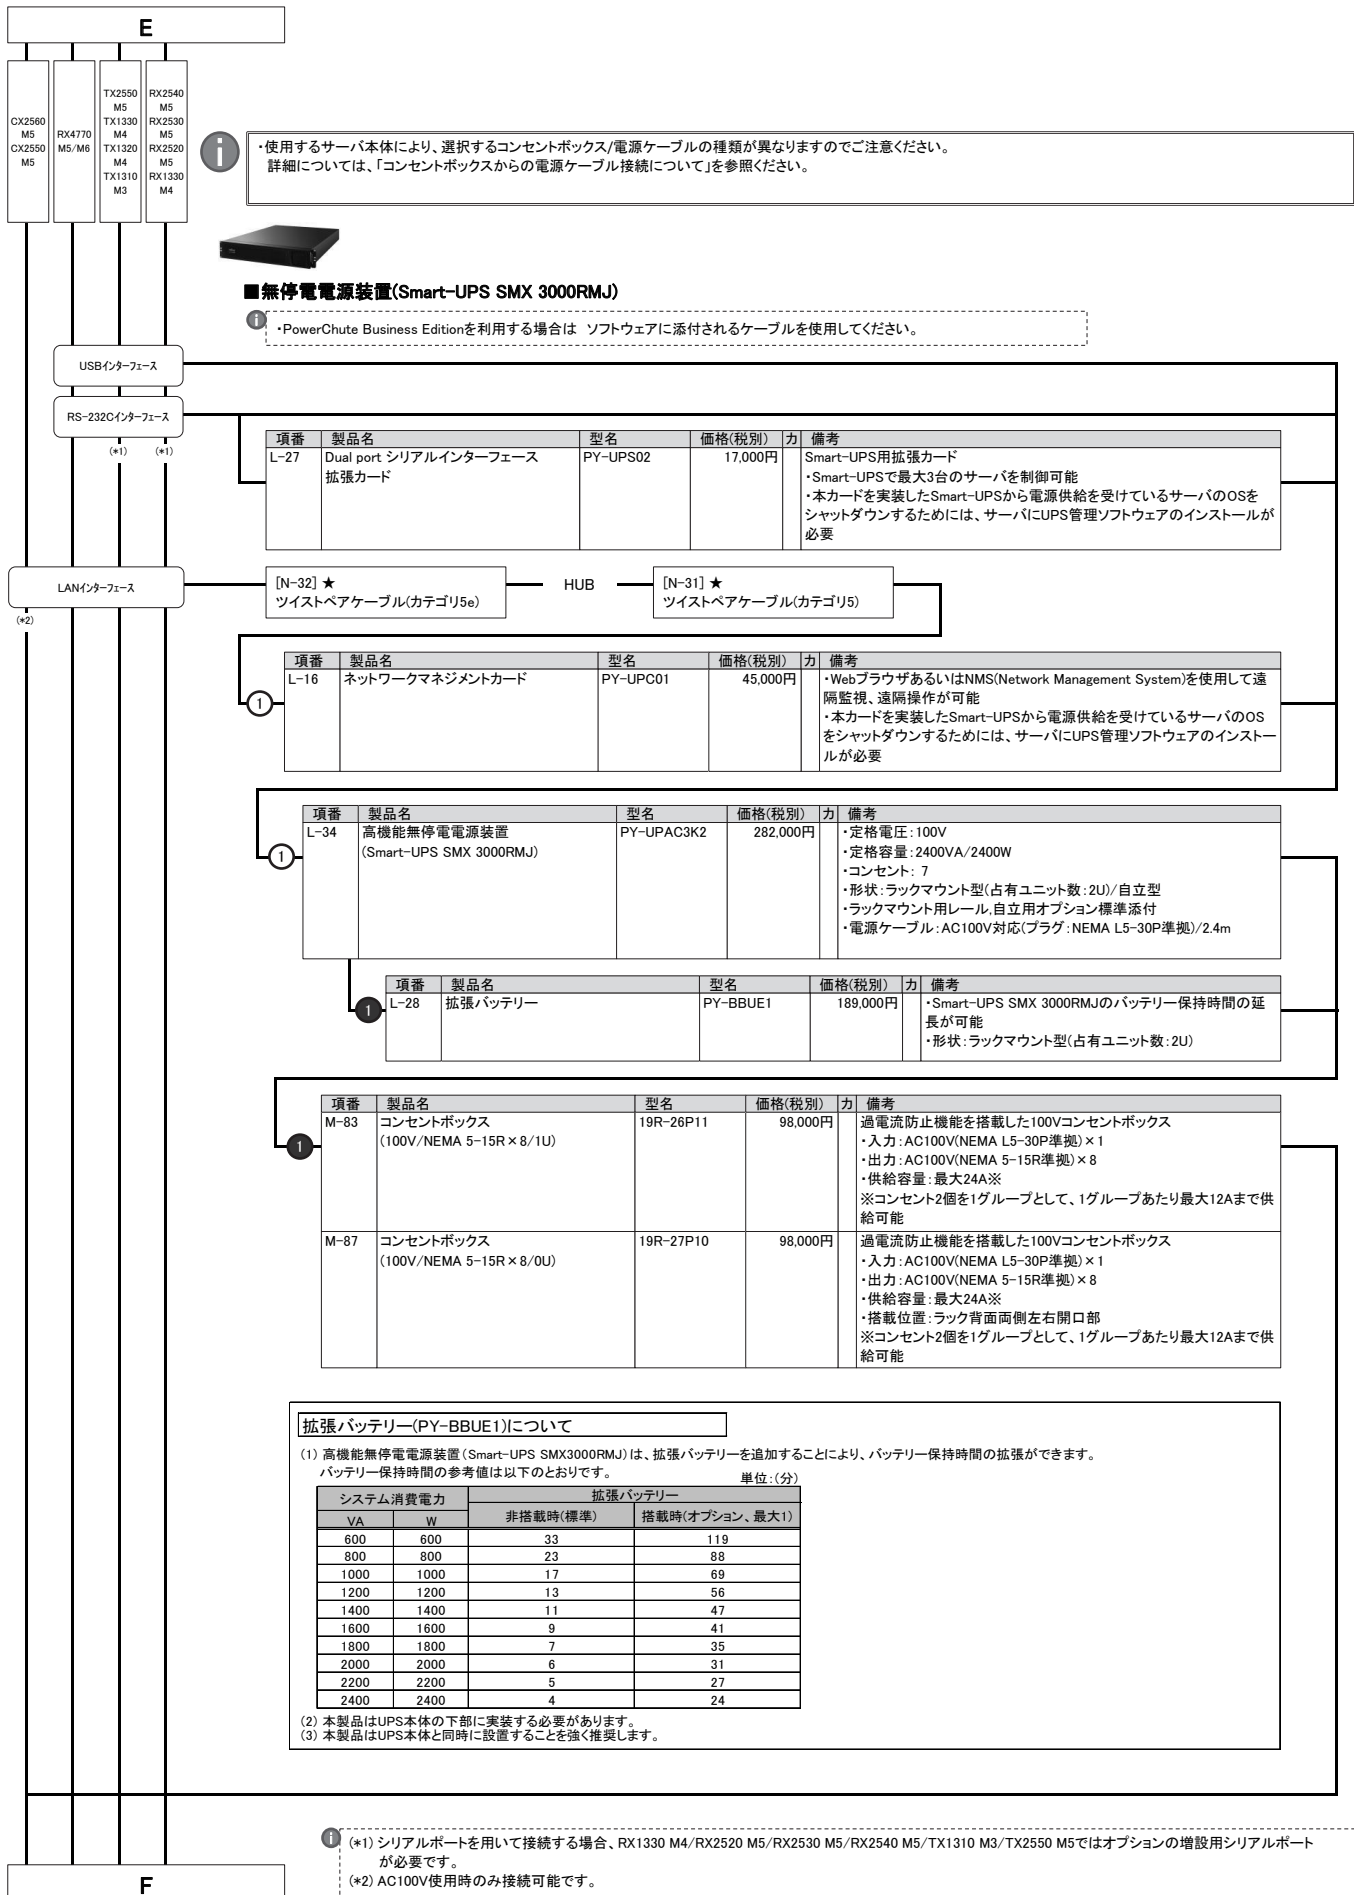 E
CX2560
M5
CX2550
M5
RX4770
M5/M6
TX2550
M5
TX1330
M4
TX1320
M4
TX1310
M3
RX2540
M5
RX2530
M5
RX2520
M5
RX1330
M4
・使用するサーバ本体により、選択するコンセントボックス/電源ケーブルの種類が異なりますのでご注意ください。
詳細については、「コンセントボックスからの電源ケーブル接続について」を参照ください。
■無停電電源装置(Smart-UPS SMX 3000RMJ)
・PowerChute Business Editionを利用する場合は ソフトウェアに添付されるケーブルを使用してください。
USBインターフェース
RS-232Cインターフェース
(*1) (*1)
項番 製品名 型名 価格(税別) カ 備考
L-27 Dual port シリアルインターフェース PY-UPS02 17,000円 Smart-UPS用拡張カード
拡張カード ・Smart-UPSで最大3台のサーバを制御可能
・本カードを実装したSmart-UPSから電源供給を受けているサーバのOSを
シャットダウンするためには、サーバにUPS管理ソフトウェアのインストールが
必要
LANインターフェース
(*2)
[N-32] ★
ツイストペアケーブル(カテゴリ5e)
HUB
[N-31] ★
ツイストペアケーブル(カテゴリ5)
項番 製品名 型名 価格(税別) カ 備考
1
L-16 ネットワークマネジメントカード PY-UPC01 45,000円 ・WebブラウザあるいはNMS(Network Management System)を使用して遠
隔監視、遠隔操作が可能
・本カードを実装したSmart-UPSから電源供給を受けているサーバのOS
をシャットダウンするためには、サーバにUPS管理ソフトウェアのインストー
ルが必要
項番 製品名 型名 価格(税別) カ 備考
1
L-34 高機能無停電電源装置 PY-UPAC3K2 282,000円 ・定格電圧:100V
(Smart-UPS SMX 3000RMJ) ・定格容量:2400VA/2400W
・コンセント: 7
・形状:ラックマウント型(占有ユニット数:2U)/自立型
・ラックマウント用レール,自立用オプション標準添付
・電源ケーブル:AC100V対応(プラグ:NEMA L5-30P準拠)/2.4m
項番 製品名 型名 価格(税別) カ 備考
1
L-28 拡張バッテリー PY-BBUE1 189,000円 ・Smart-UPS SMX 3000RMJのバッテリー保持時間の延
長が可能
・形状:ラックマウント型(占有ユニット数:2U)
項番 製品名 型名 価格(税別) カ 備考
1
M-83 コンセントボックス 19R-26P11 98,000円 過電流防止機能を搭載した100Vコンセントボックス
(100V/NEMA 5-15R×8/1U) ・入力:AC100V(NEMA L5-30P準拠)×1
・出力:AC100V(NEMA 5-15R準拠)×8
・供給容量:最大24A※
※コンセント2個を1グループとして、1グループあたり最大12Aまで供
給可能
M-87 コンセントボックス 19R-27P10 98,000円 過電流防止機能を搭載した100Vコンセントボックス
(100V/NEMA 5-15R×8/0U) ・入力:AC100V(NEMA L5-30P準拠)×1
・出力:AC100V(NEMA 5-15R準拠)×8
・供給容量:最大24A※
・搭載位置:ラック背面両側左右開口部
※コンセント2個を1グループとして、1グループあたり最大12Aまで供
給可能
拡張バッテリー(PY-BBUE1)について
(1) 高機能無停電電源装置(Smart-UPS SMX3000RMJ)は、拡張バッテリーを追加することにより、バッテリー保持時間の拡張ができます。
バッテリー保持時間の参考値は以下のとおりです。 単位:(分)
システム消費電力 拡張バッテリー
VA W 非搭載時(標準) 搭載時(オプション、最大1)
600 600 33 119
800 800 23 88
1000 1000 17 69
1200 1200 13 56
1400 1400 11 47
1600 1600 9 41
1800 1800 7 35
2000 2000 6 31
2200 2200 5 27
2400 2400 4 24
(2) 本製品はUPS本体の下部に実装する必要があります。
(3) 本製品はUPS本体と同時に設置することを強く推奨します。
(*1) シリアルポートを用いて接続する場合、RX1330 M4/RX2520 M5/RX2530 M5/RX2540 M5/TX1310 M3/TX2550 M5ではオプションの増設用シリアルポート
が必要です。
(*2) AC100V使用時のみ接続可能です。
F